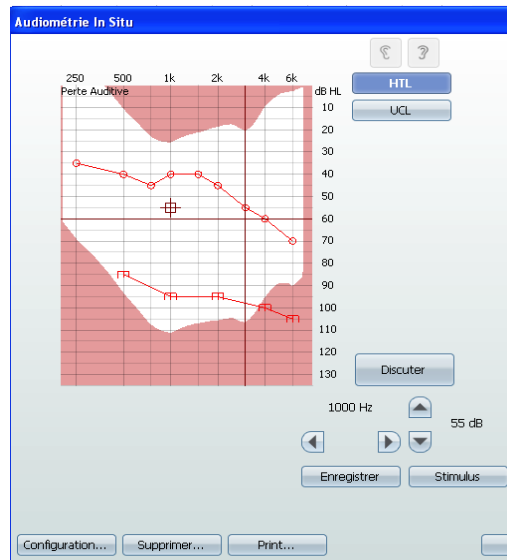 Audiométrie In Situ
250 500 1k 2k 4k 6k
Perte Auditive dB HL
HTL
UCL
10
20
30
40
50
60
70
80
90
100
110
120
130
Discuter
1000 Hz
55 dB
Enregistrer Stimulus
Configuration... Supprimer... Print...